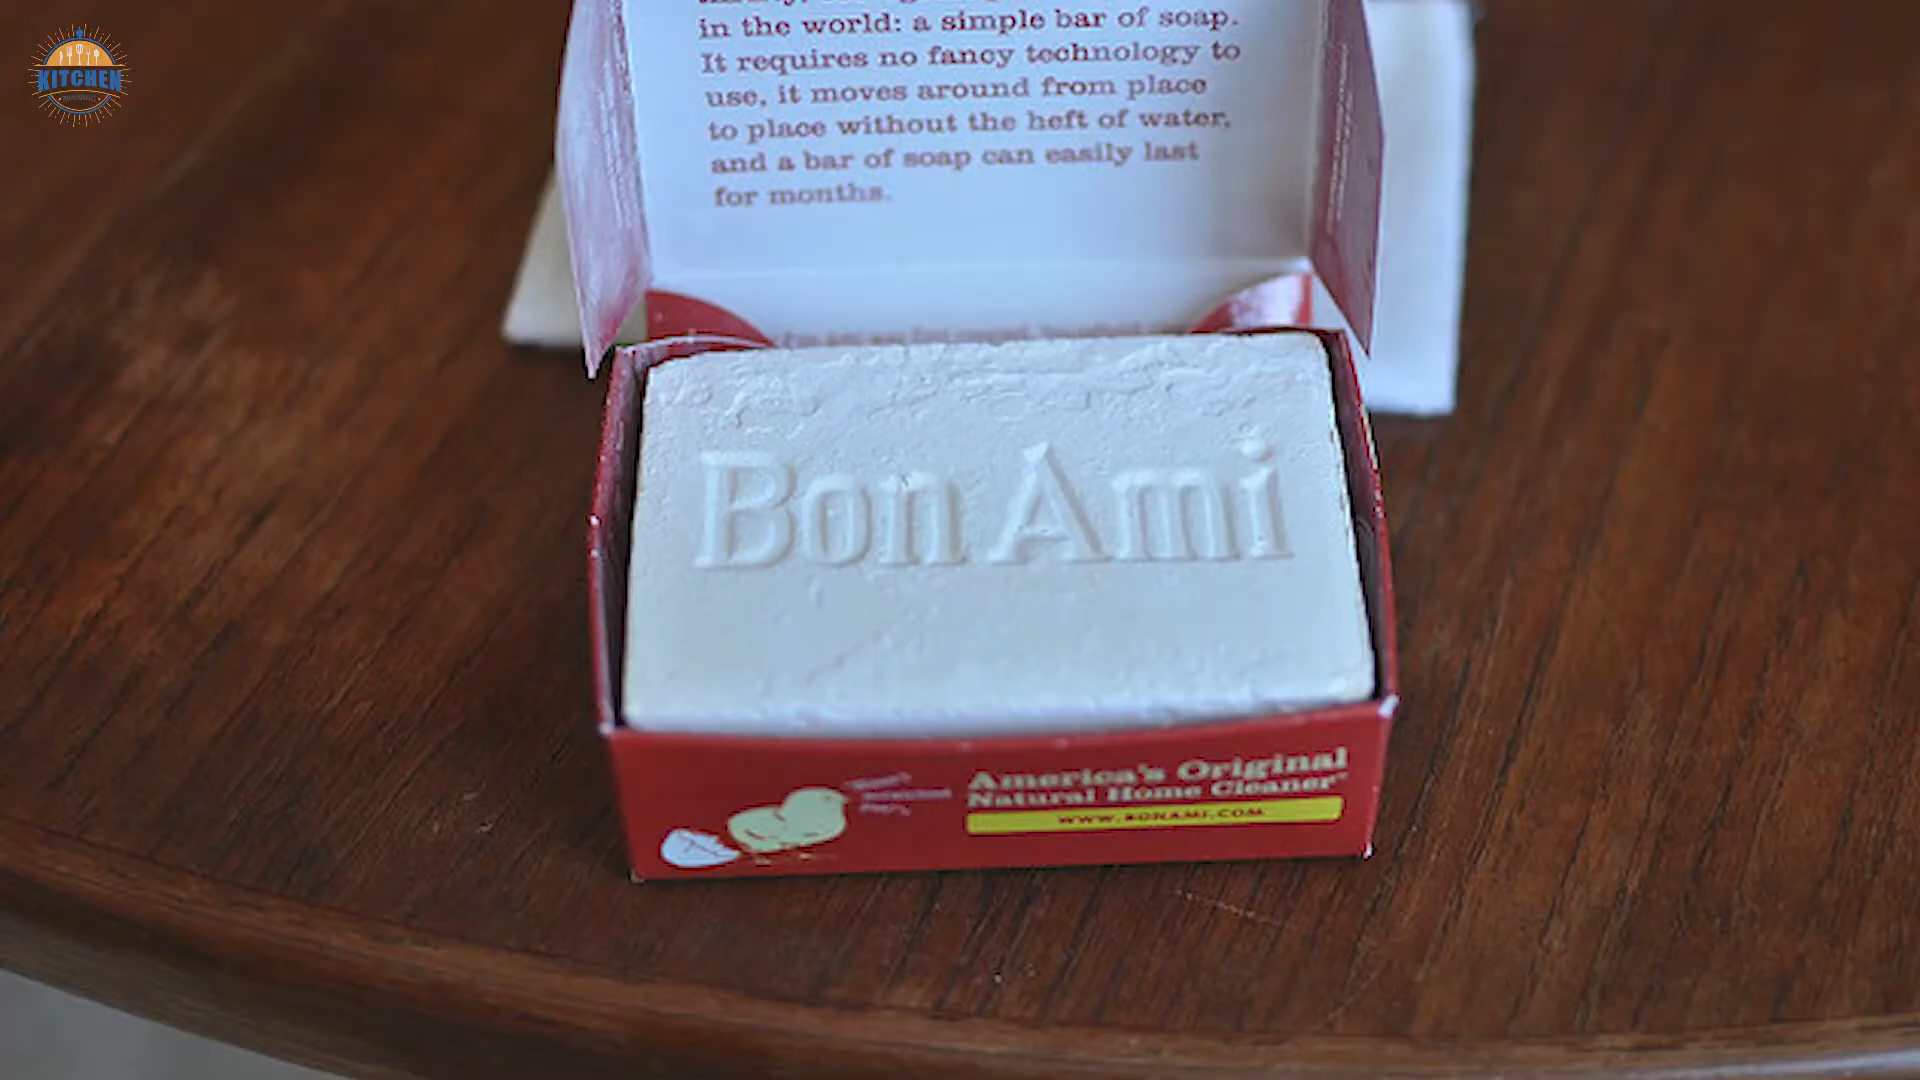 KITCHEN
in the world: a simple bar of soap.
It requires no fancy technology to
use, it moves around from place
to place without the heft of water,
and a bar of soap can easily last
for months.
Bon Ami
America's Original
Natural Home Cleaner™
WWW.BONAMI.COM